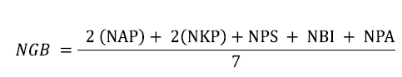 NGB = 2 (NAP) + 2(NKP) + NPS + NBI + NPA
7